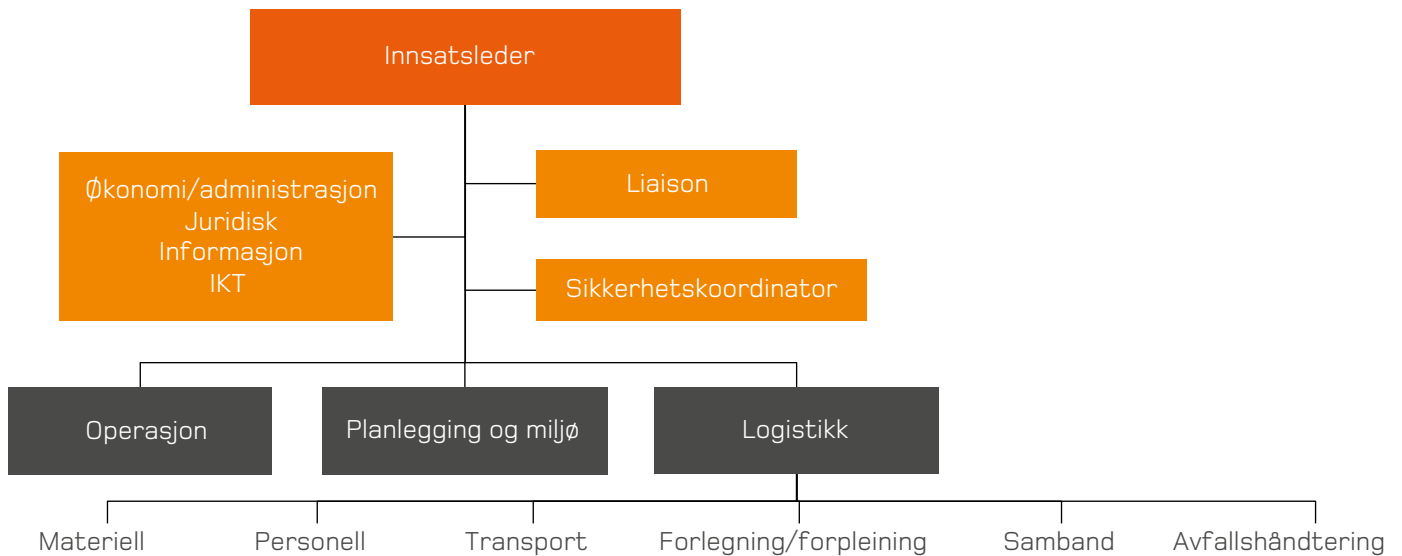 Innsatsleder
Økonomi/administrasjon
Juridisk
Informasjon
IKT
Liaison
Sikkerhetskoordinator
Operasjon
Planlegging og miljø
Logistikk
Materiell
Personell
Transport
Forlegning/forpleining
Samband
Avfallshåndtering